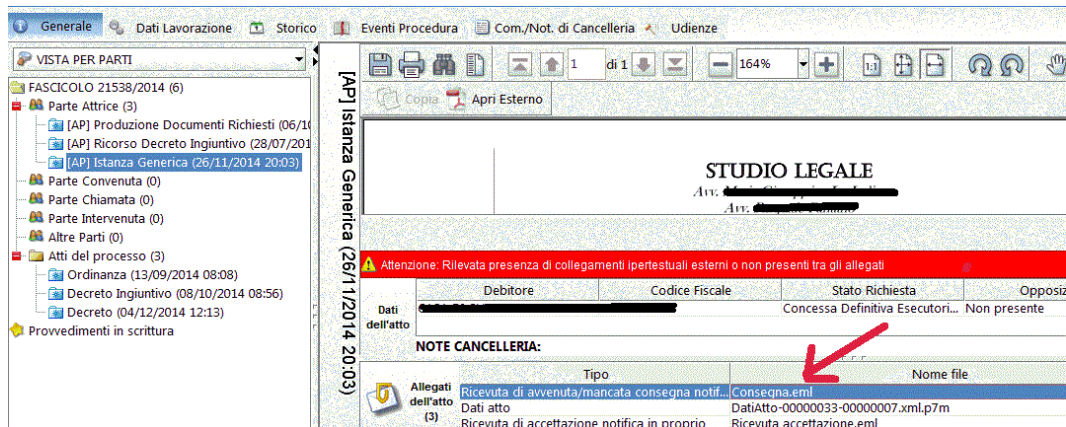 Generale Dati Lavorazione Storico Eventi Procedura Com./Not. di Cancelleria Udienze
VISTA PER PARTI
FASCICOLO 21538/2014 (6)
Parte Attrice (3)
[AP] Produzione Documenti Richiesti (06/10
[AP] Ricorso Decreto Ingiuntivo (28/07/201
[AP] Istanza Generica (26/11/2014 20:03)
Parte Convenuta (0)
Parte Chiamata (0)
Parte Intervenuta (0)
Altre Parti (0)
Atti del processo (3)
Ordinanza (13/09/2014 08:08)
Decreto Ingiuntivo (08/10/2014 08:56)
Decreto (04/12/2014 12:13)
Provvedimenti in scrittura
[AP] Istanza Generica (26/11/2014 20:03)
1 di 1 164% 1:1
Copia Apri Esterno
STUDIO LEGALE
Avv.
Avv.
Attenzione: Rilevata presenza di collegamenti ipertestuali esterni o non presenti tra gli allegati
Dati dell'atto
Debitore Codice Fiscale Stato Richiesta Opposiz
Concessa Definitiva Esecutori... Non presente
NOTE CANCELLERIA:
Allegati dell'atto (3)
Tipo Nome file
Ricevuta di avvenuta/mancata consegna notif... Consegna.eml
Dati atto DatiAtto-00000033-00000007.xml.p7m
Ricevuta di accettazione notifica in proprio Ricevuta accettazione.eml